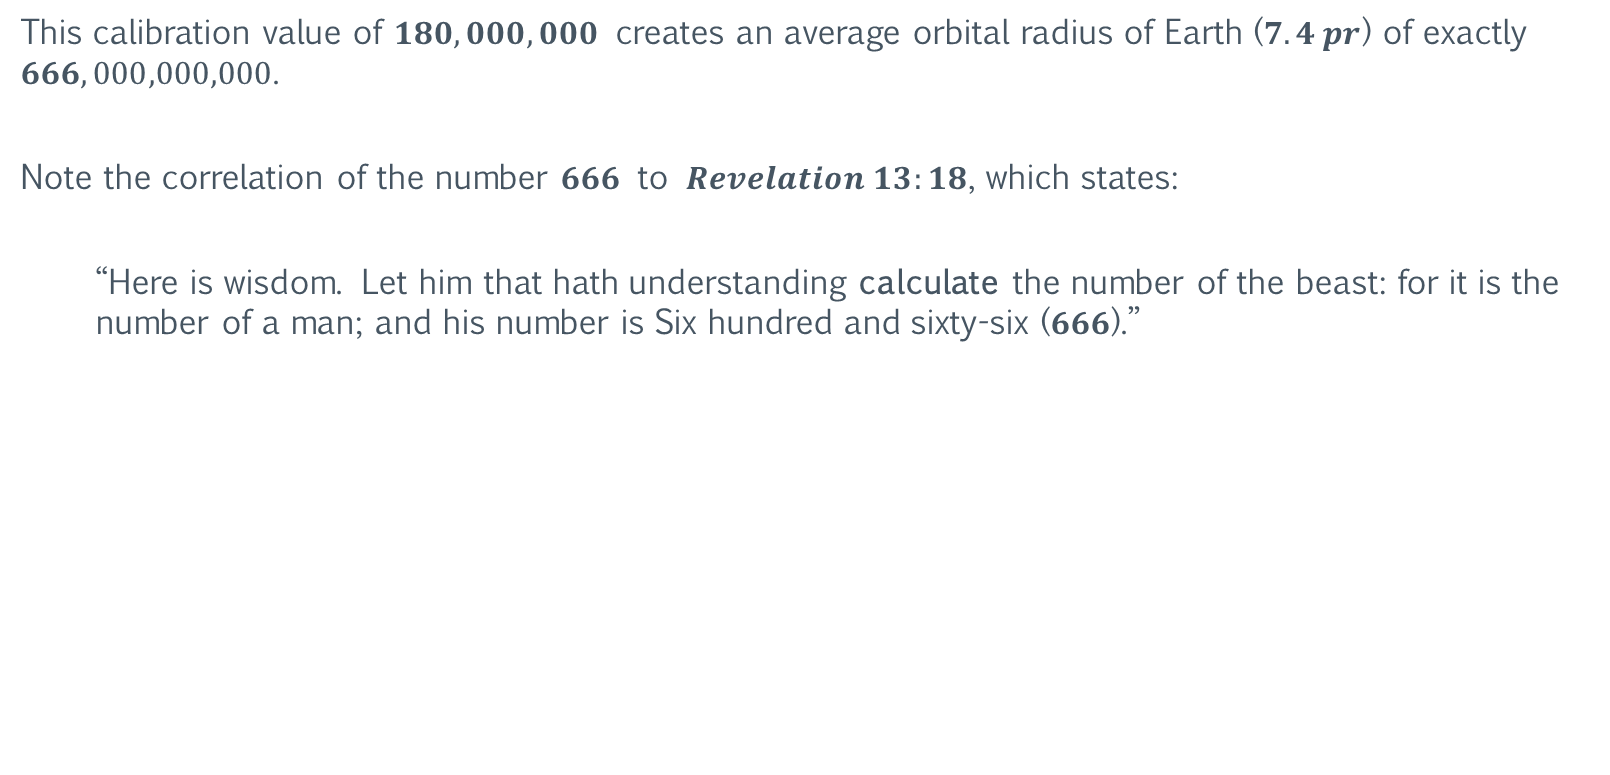 This calibration value of 180,000,000 creates an average orbital radius of Earth (7.4 pr) of exactly
666,000,000,000.
Note the correlation of the number 666 to Revelation 13:18, which states:
“Here is wisdom. Let him that hath understanding calculate the number of the beast: for it is the
number of a man; and his number is Six hundred and sixty-six (666).”